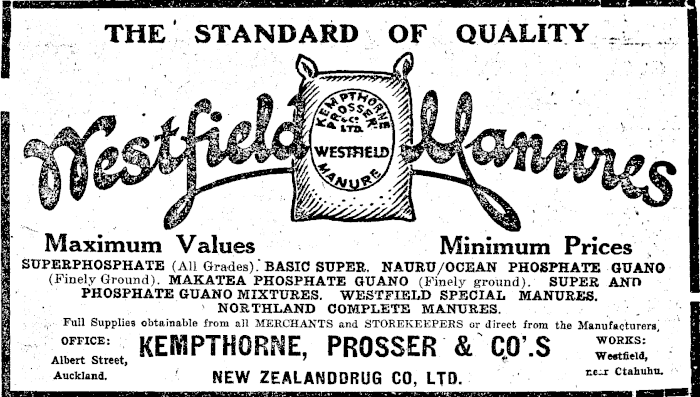 THE STANDARD OF QUALITY
Westfield Manures
KEMPTHORNE
PROSSER
& Co.
LTD.
WESTFIELD
MANURE
Maximum Values Minimum Prices
SUPERPHOSPHATE (All Grades). BASIC SUPER. NAURU/OCEAN PHOSPHATE GUANO
(Finely Ground). MAKATEA PHOSPHATE GUANO (Finely ground). SUPER AND
PHOSPHATE GUANO MIXTURES. WESTFIELD SPECIAL MANURES.
NORTHLAND COMPLETE MANURES.
Full Supplies obtainable from all MERCHANTS and STOREKEEPERS or direct from the Manufacturers,
OFFICE:
Albert Street,
Auckland.
KEMPTHORNE, PROSSER & CO'.S
NEW ZEALANDDRUG CO, LTD.
WORKS:
Westfield,
near Ctahuhu.